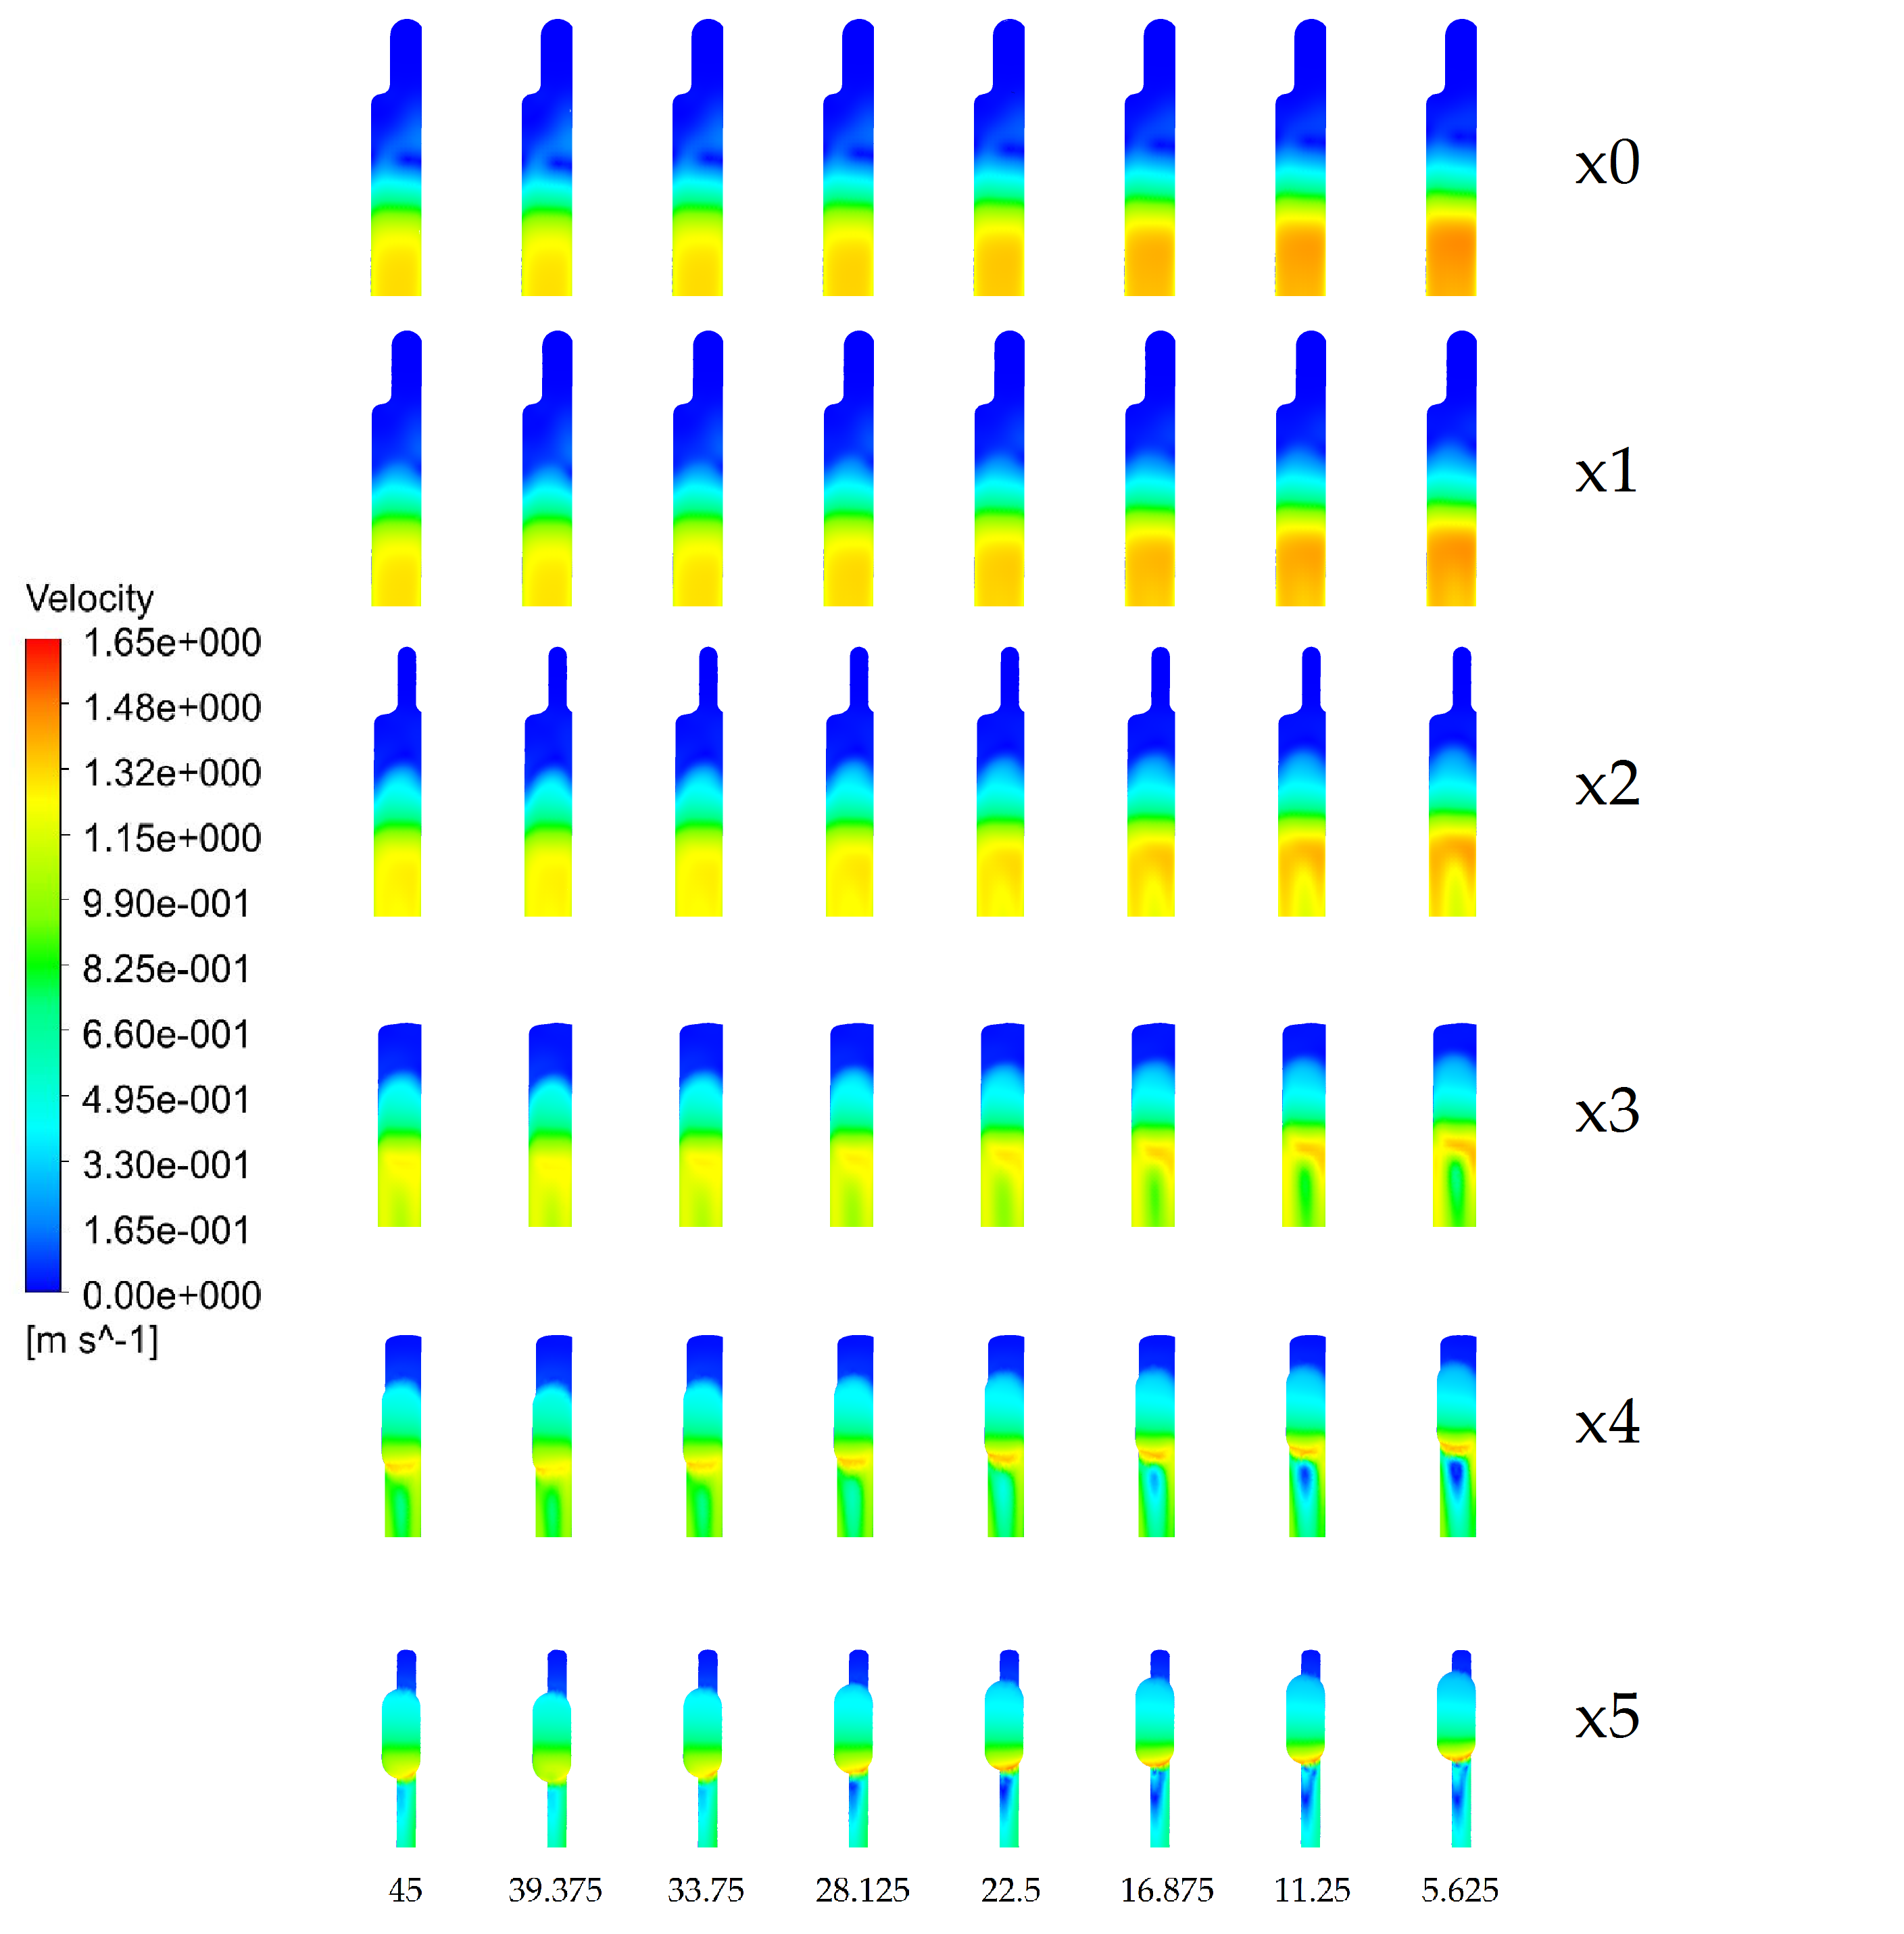 x0
x1
Velocity
1.65e+000
1.48e+000
1.32e+000
1.15e+000
9.90e-001
8.25e-001
6.60e-001
4.95e-001
3.30e-001
1.65e-001
0.00e+000
[m s^-1]
x2
x3
x4
x5
45 39.375 33.75 28.125 22.5 16.875 11.25 5.625